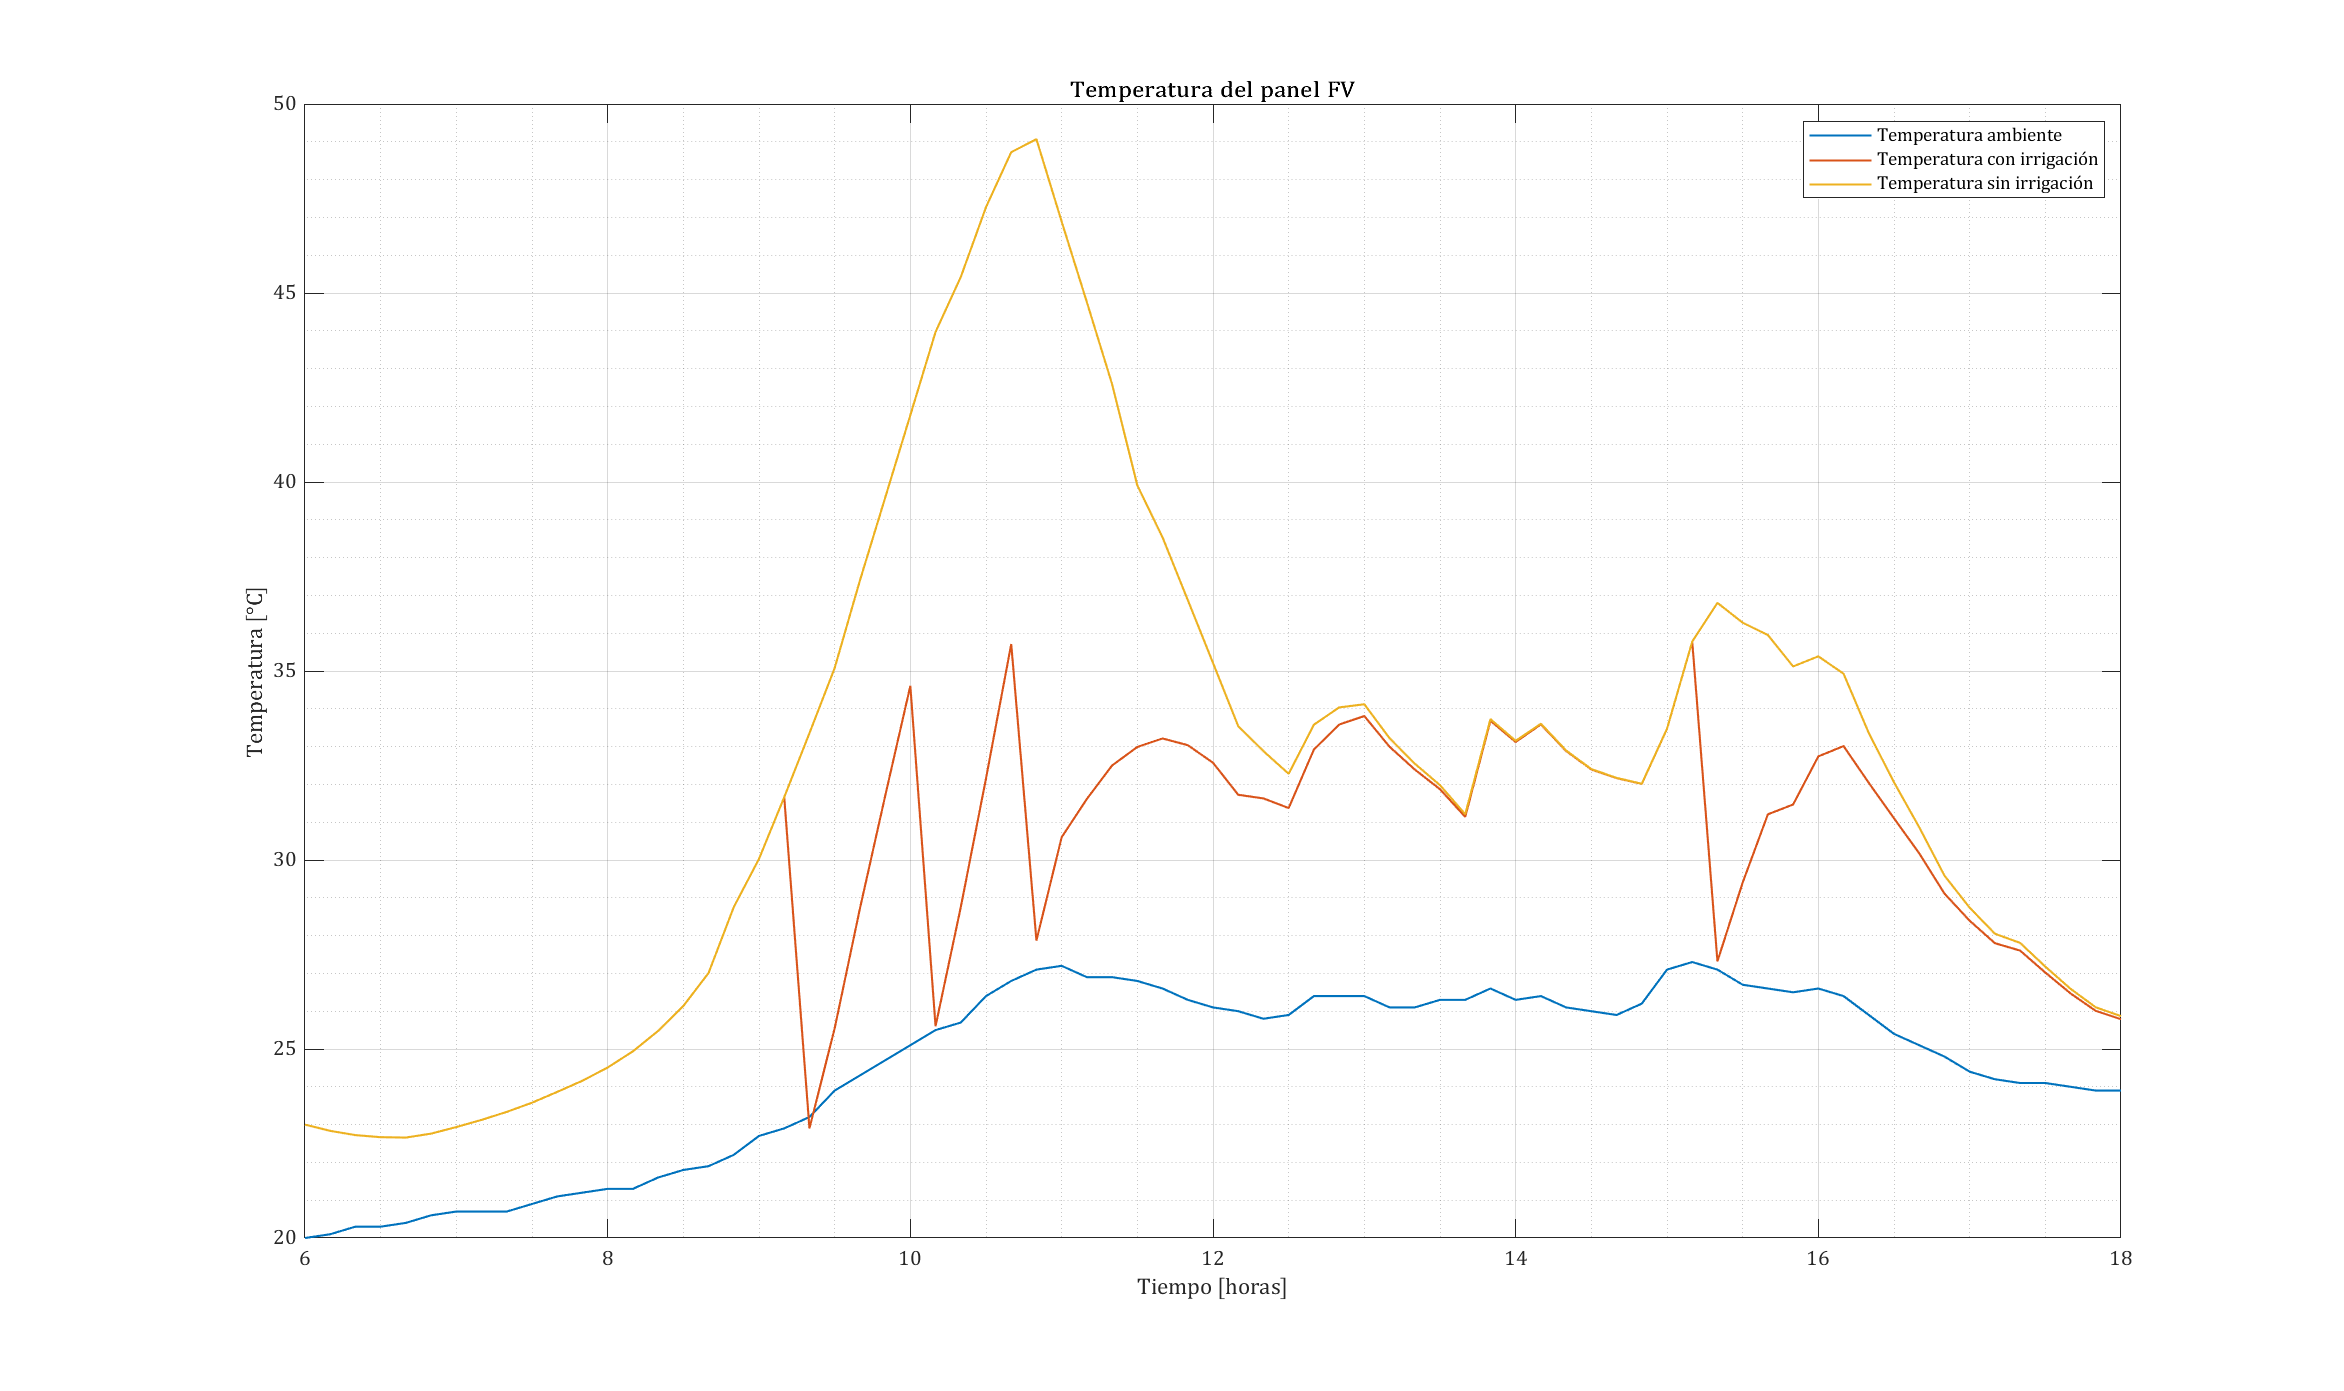 Temperatura del panel FV
50
45
40
35
30
25
20
Temperatura [°C]
Temperatura ambiente
Temperatura con irrigación
Temperatura sin irrigación
6 8 10 12 14 16 18
Tiempo [horas]